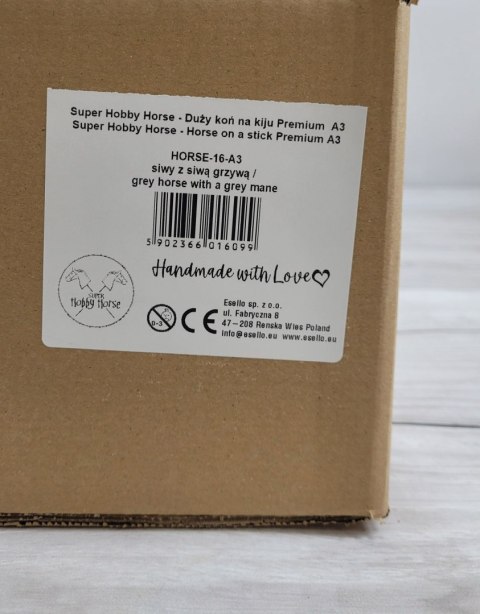 Super Hobby Horse - Duży koń na kiju Premium A3
Super Hobby Horse - Horse on a stick Premium A3
HORSE-16-A3
siwy z siwą grzywą /
grey horse with a grey mane
5 902366 016099
Handmade with Love
SUPER
Hobby Horse
0-3
CE
Esello sp. z o.o.
ul. Fabryczna 8
47-208 Renska Wies Poland
info@esello.eu www.esello.eu